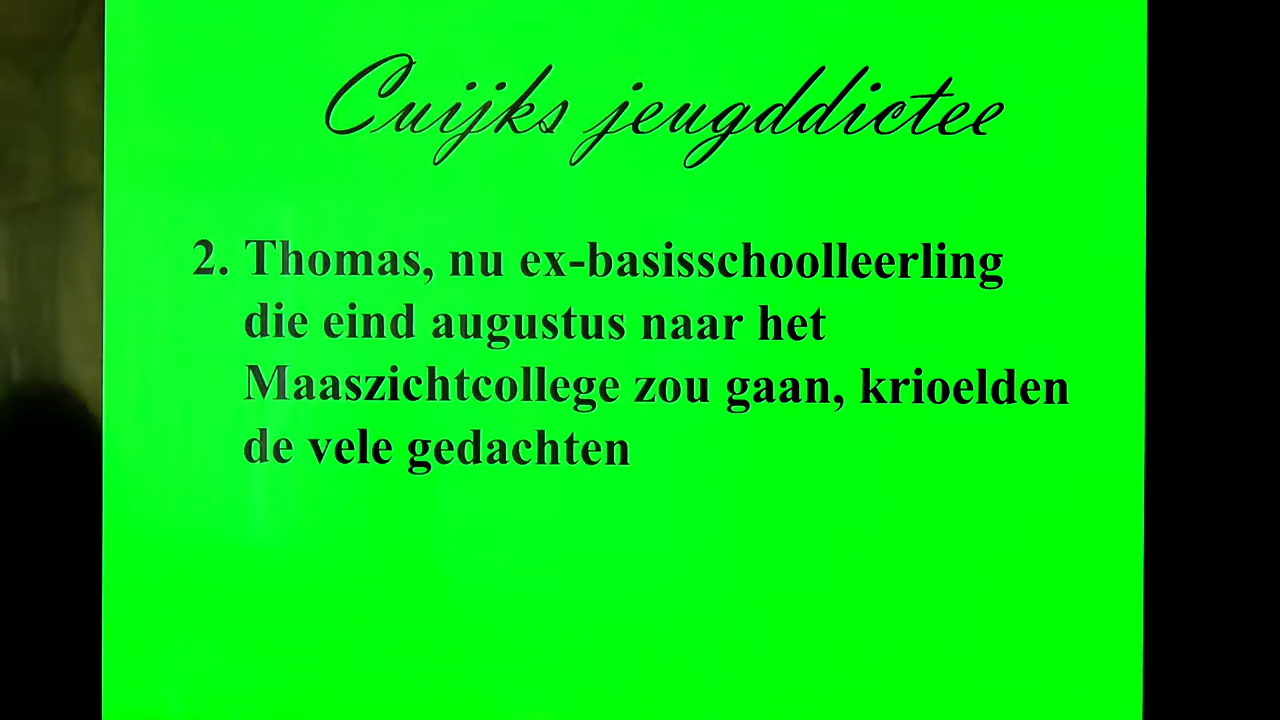 Cuijks jeugddictee
2. Thomas, nu ex-basisschoolleerling
die eind augustus naar het
Maaszichtcollege zou gaan, krioelden
de vele gedachten